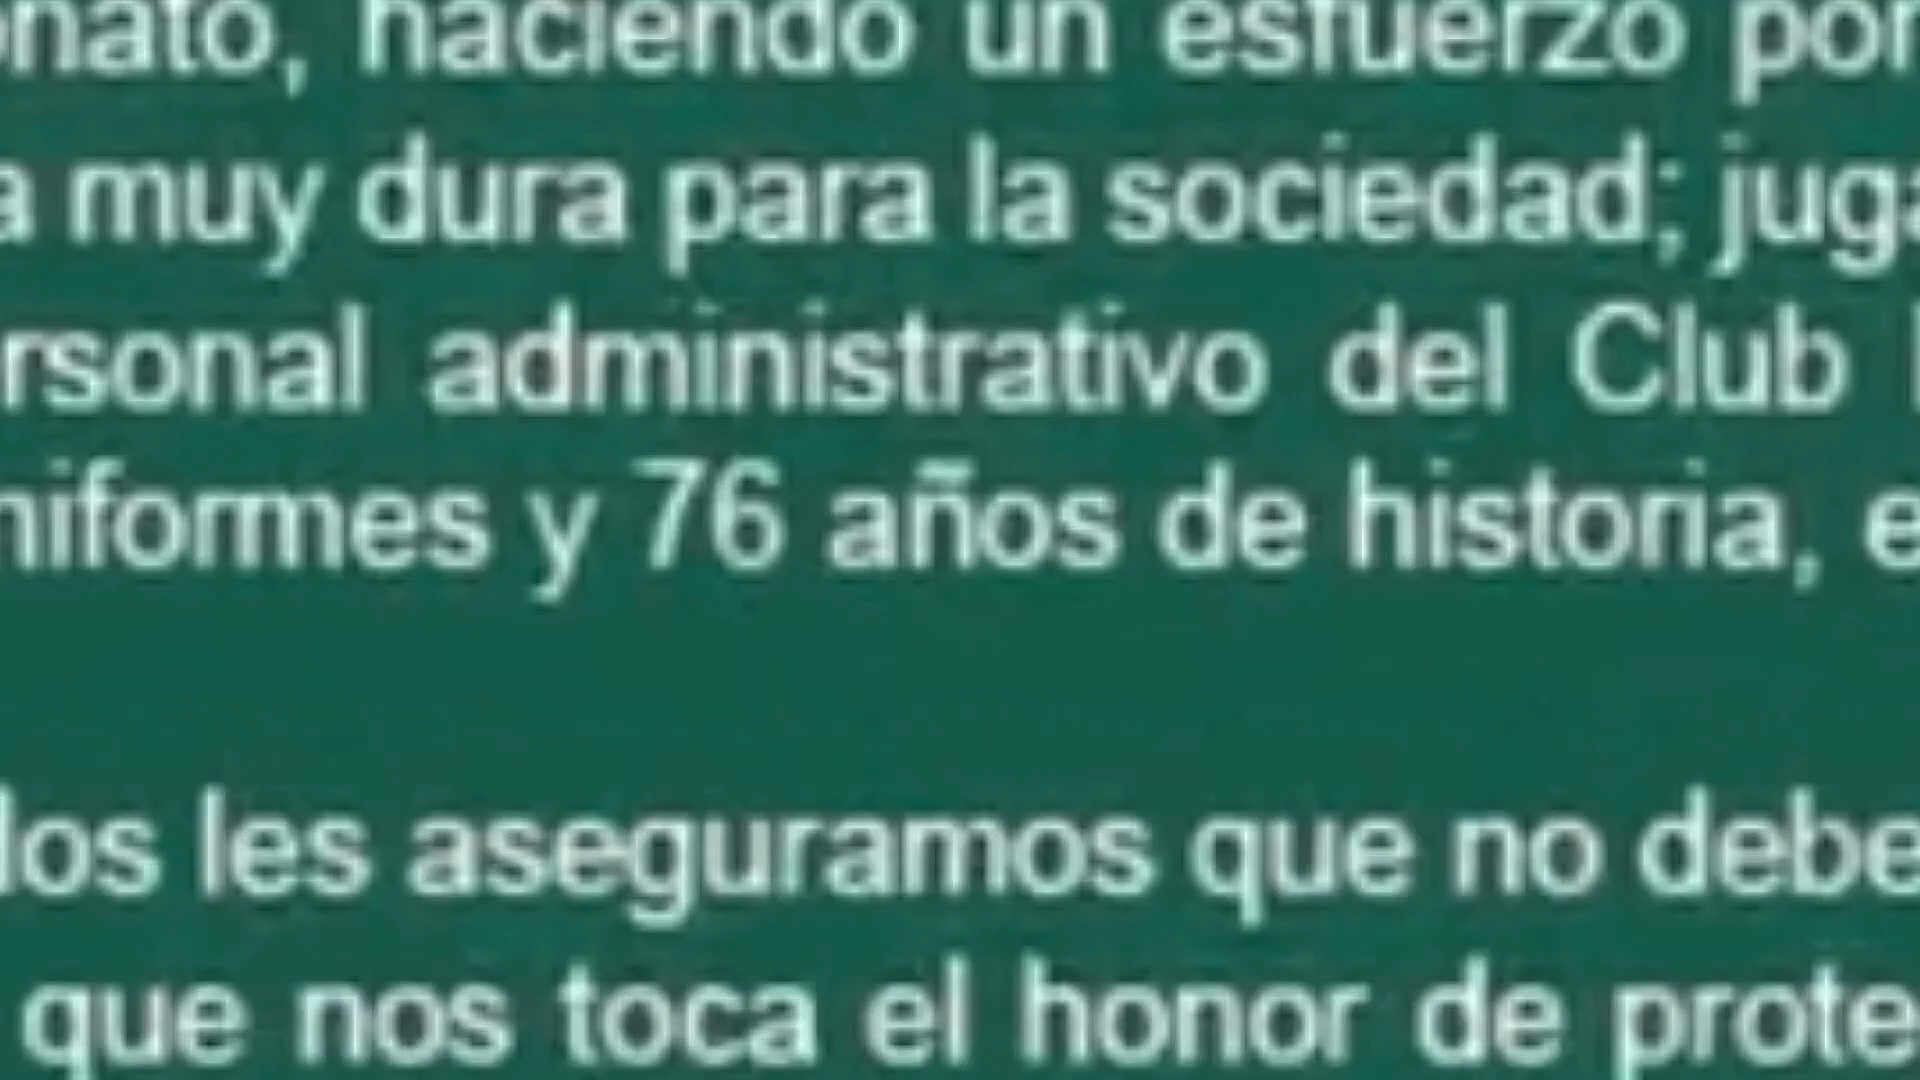 onato, haciendo un esfuerzo por
a muy dura para la sociedad; juga
rsonal administrativo del Club
niformes y 76 años de historia, e
los les aseguramos que no debe
que nos toca el honor de prote